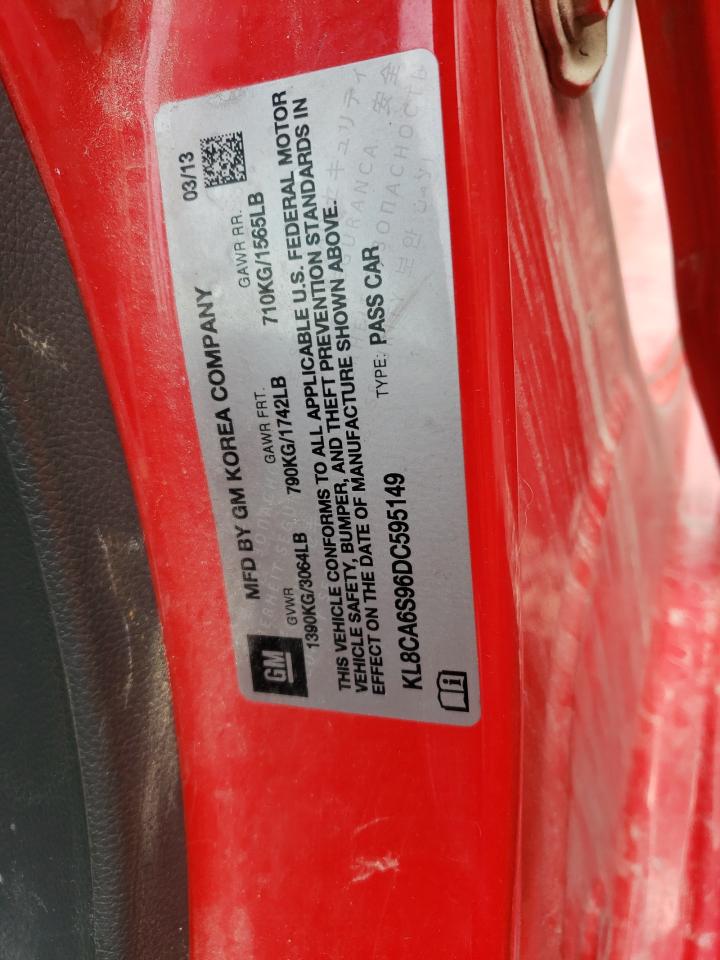 GM
MFD BY GM KOREA COMPANY
03/13
GVWR
GAWR FRT.
GAWR RR.
1390KG/3064LB
790KG/1742LB
710KG/1565LB
THIS VEHICLE CONFORMS TO ALL APPLICABLE U.S. FEDERAL MOTOR
VEHICLE SAFETY, BUMPER, AND THEFT PREVENTION STANDARDS IN
EFFECT ON THE DATE OF MANUFACTURE SHOWN ABOVE.
KL8CA6S96DC595149
TYPE: PASS CAR